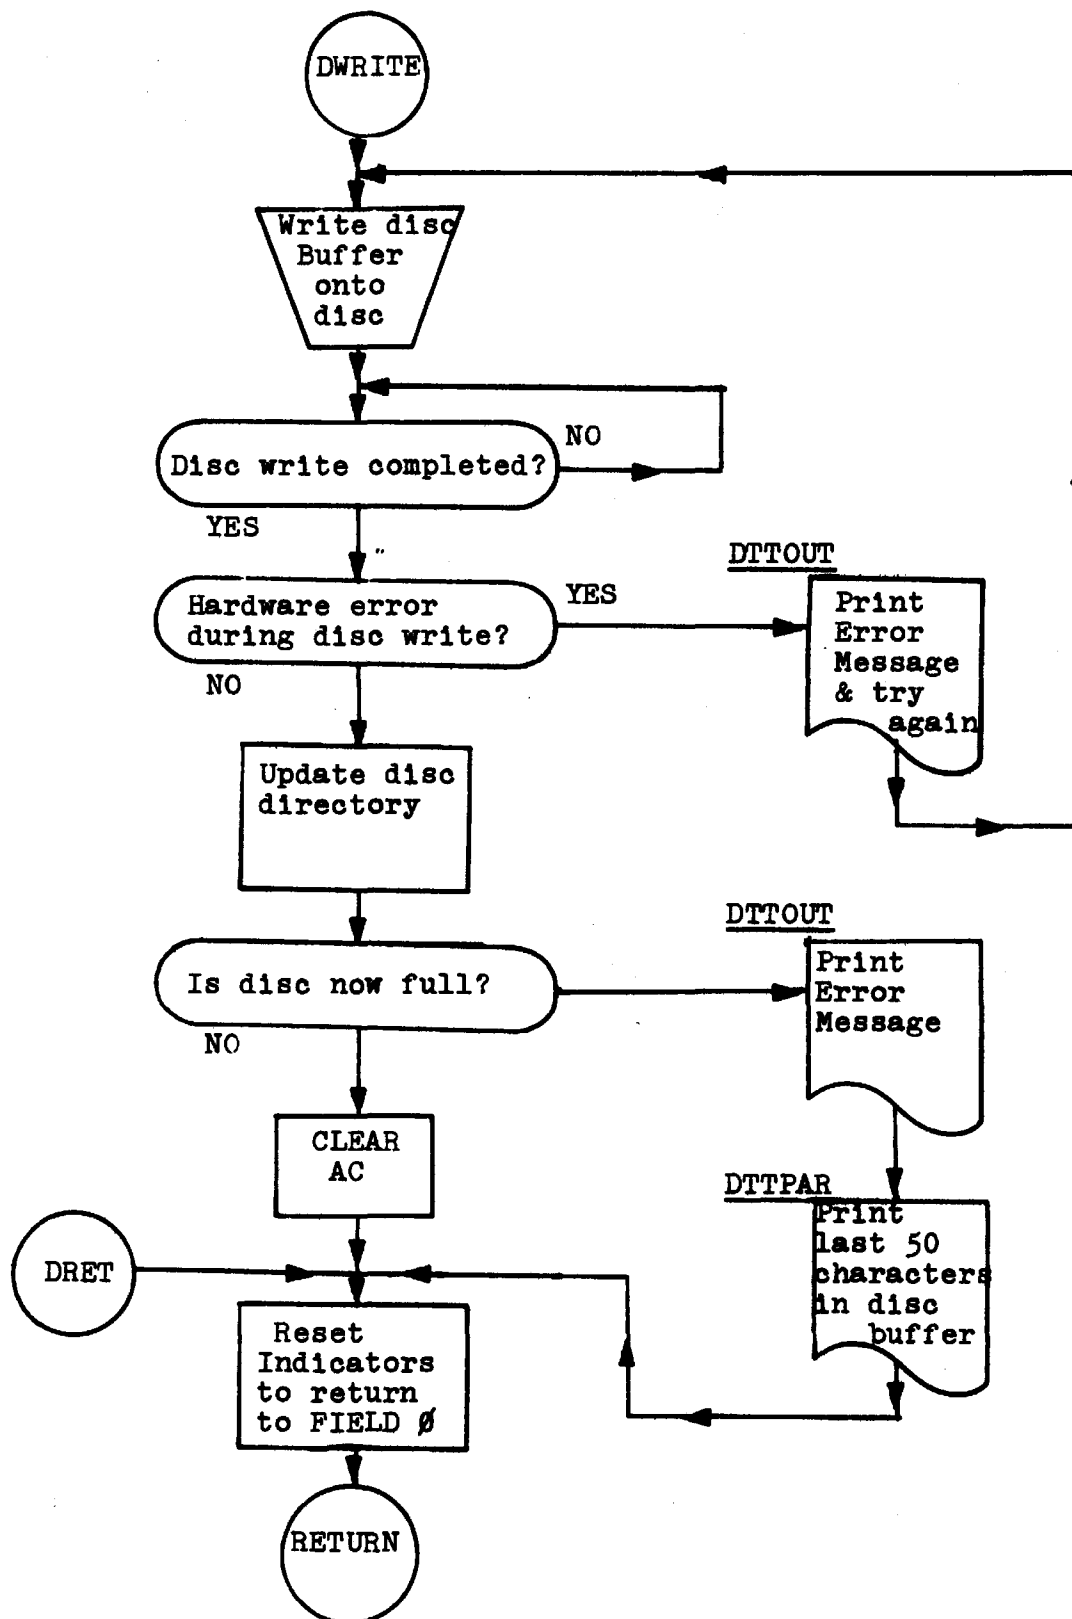 DWRITE
Write disc
Buffer
onto
disc
NO
Disc write completed?
YES
DTTOUT
Hardware error
during disc write?
YES
Print
Error
Message
& try
again
NO
Update disc
directory
DTTOUT
Is disc now full?
Print
Error
Message
NO
CLEAR
AC
DTTPAR
Print
last 50
characters
in disc
buffer
DRET
Reset
Indicators
to return
to FIELD Ø
RETURN